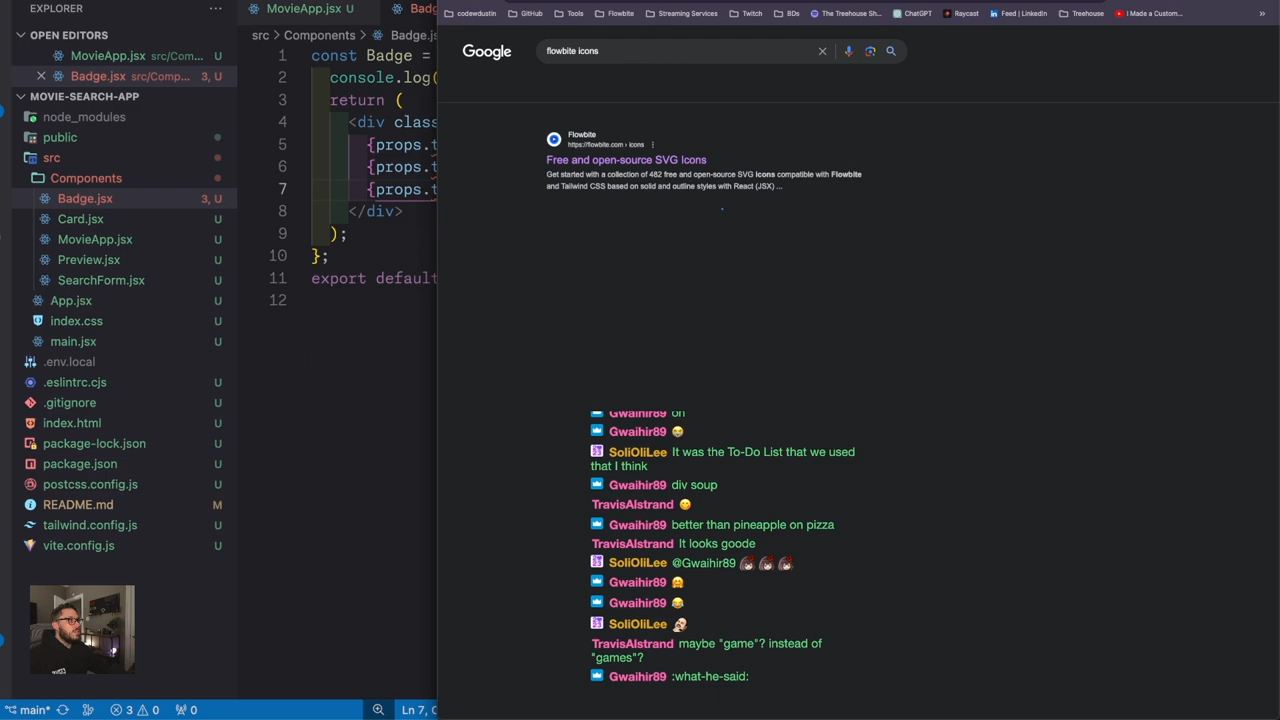 EXPLORER
···
OPEN EDITORS
MovieApp.jsx src/Com...
Badge.jsx src/Comp... 3, U
MOVIE-SEARCH-APP
node_modules
public
src
Components
Badge.jsx 3, U
Card.jsx U
MovieApp.jsx U
Preview.jsx U
SearchForm.jsx U
App.jsx U
index.css U
main.jsx U
.env.local
.eslintrc.cjs U
.gitignore U
index.html U
package-lock.json U
package.json U
postcss.config.js U
README.md M
tailwind.config.js U
vite.config.js U
main*
3 0 0
Ln 7, C
MovieApp.jsx U
Badg
src > Components > Badge.js
1 const Badge =
2 console.log(
3 return (
4 <div class
5 {props.t
6 {props.t
7 {props.t
8 </div>
9 );
10 };
11 export default
12
codewdustin
GitHub
Tools
Flowbite
Streaming Services
Twitch
BDs
The Treehouse Sh...
ChatGPT
Raycast
Feed | LinkedIn
Treehouse
I Made a Custom...
»
Google
flowbite icons
Flowbite
https://flowbite.com › icons
Free and open-source SVG Icons
Get started with a collection of 482 free and open-source SVG icons compatible with Flowbite
and Tailwind CSS based on solid and outline styles with React (JSX) ...
Gwaihir89 on
Gwaihir89 😂
SoliOliLee It was the To-Do List that we used
that I think
Gwaihir89 div soup
TravisAlstrand 😋
Gwaihir89 better than pineapple on pizza
TravisAlstrand It looks goode
SoliOliLee @Gwaihir89
Gwaihir89 🤗
Gwaihir89 😂
SoliOliLee
TravisAlstrand maybe "game"? instead of
"games"?
Gwaihir89 :what-he-said: